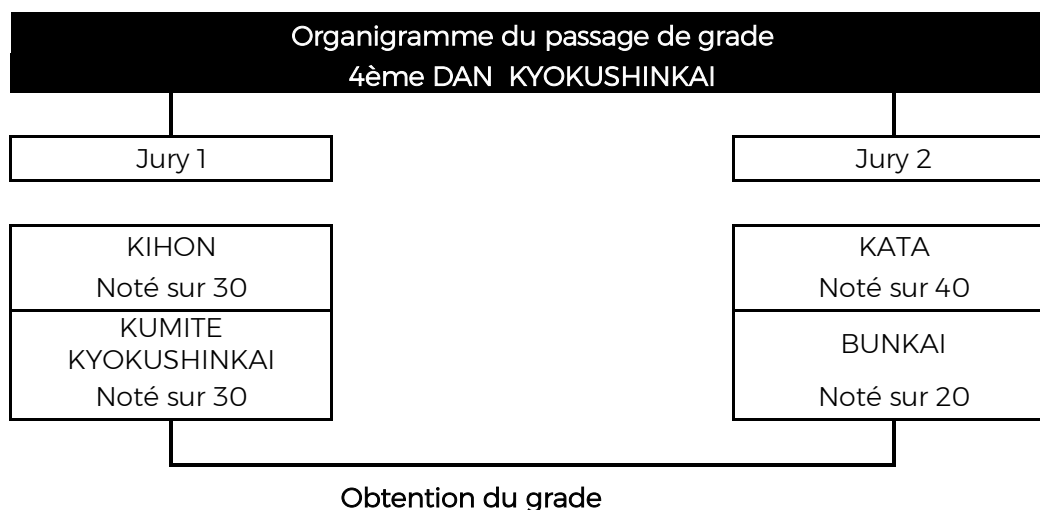 Organigramme du passage de grade
4ème DAN KYOKUSHINKAI
Jury 1
Jury 2
KIHON
Noté sur 30
KUMITE
KYOKUSHINKAI
Noté sur 30
KATA
Noté sur 40
BUNKAI
Noté sur 20
Obtention du grade